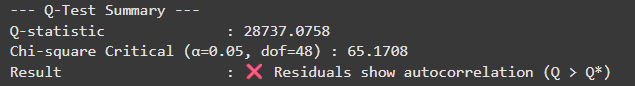 --- Q-Test Summary ---
Q-statistic : 28737.0758
Chi-square Critical (α=0.05, dof=48) : 65.1708
Result : ❌ Residuals show autocorrelation (Q > Q*)